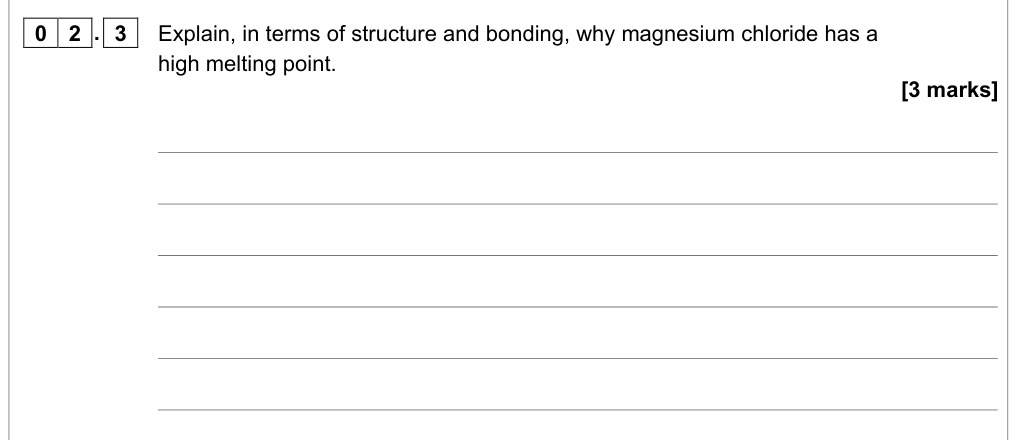 0 2 . 3 Explain, in terms of structure and bonding, why magnesium chloride has a
high melting point.
[3 marks]